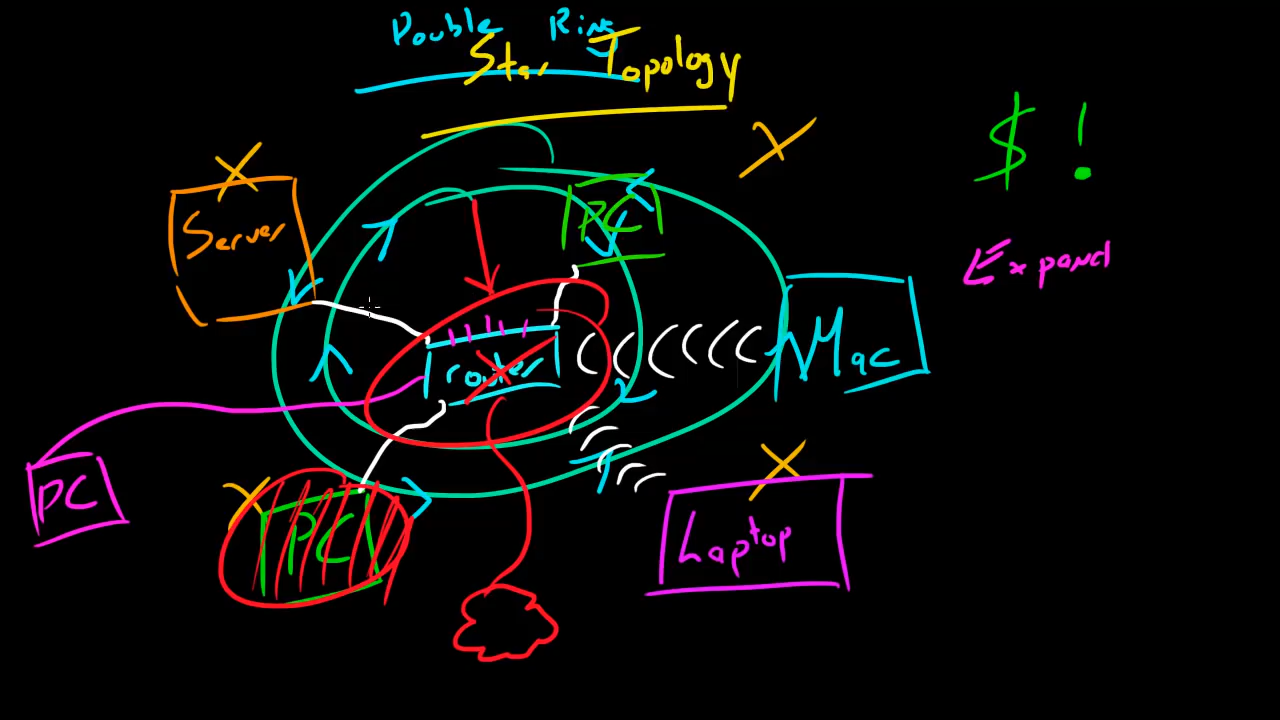 Double Ring
Star Topology
$ !
Server
PC
Expand
router
Mac
PC
PC
Laptop